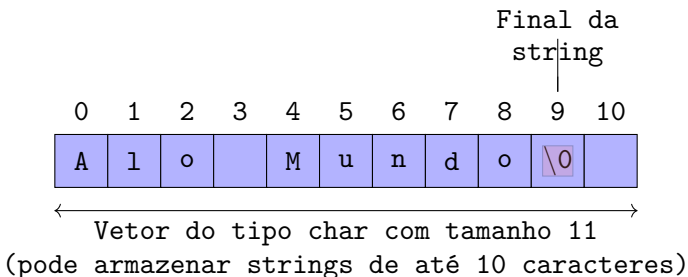 Final da
string
0 1 2 3 4 5 6 7 8 9 10
A l o M u n d o \0
Vetor do tipo char com tamanho 11
(pode armazenar strings de até 10 caracteres)